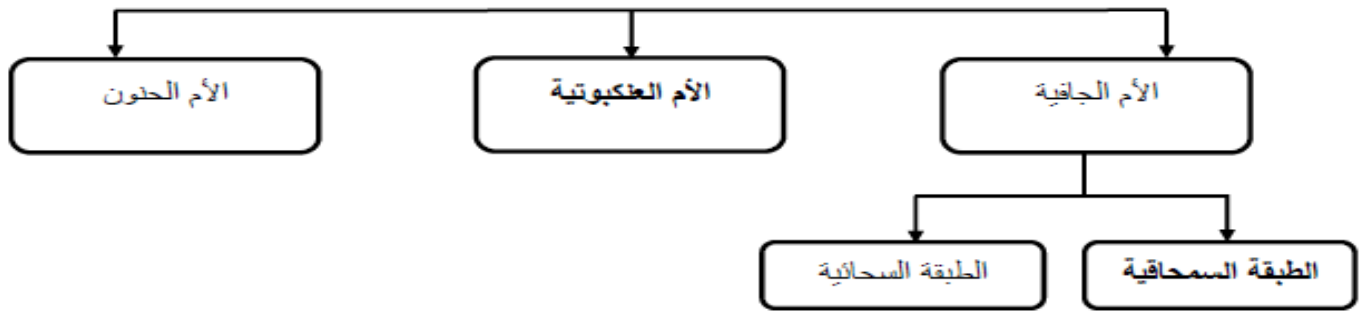 الأم الجافية
الأم العنكبوتية
الأم الحنون
الطبقة السمحاقية
الطبقة السحائية